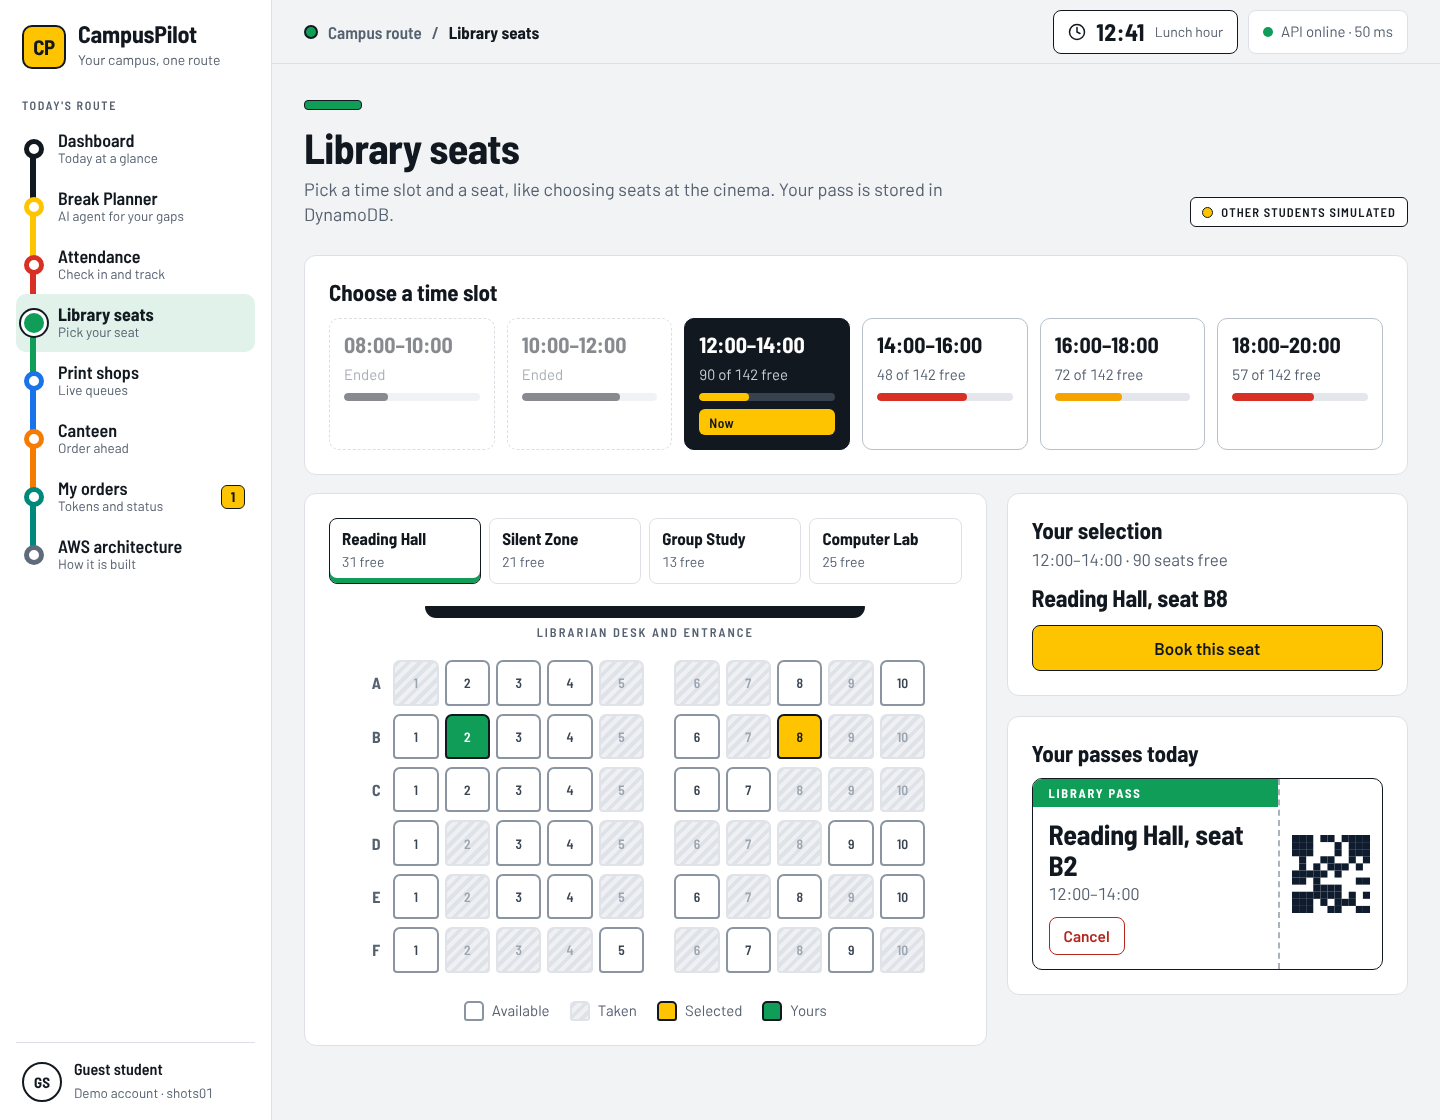 CP
CampusPilot
Your campus, one route
TODAY'S ROUTE
Dashboard
Today at a glance
Break Planner
AI agent for your gaps
Attendance
Check in and track
Library seats
Pick your seat
Print shops
Live queues
Canteen
Order ahead
My orders
Tokens and status
1
AWS architecture
How it is built
GS
Guest student
Demo account · shots01
Campus route / Library seats
12:41 Lunch hour
API online · 50 ms
Library seats
Pick a time slot and a seat, like choosing seats at the cinema. Your pass is stored in
DynamoDB.
OTHER STUDENTS SIMULATED
Choose a time slot
08:00–10:00
Ended
10:00–12:00
Ended
12:00–14:00
90 of 142 free
Now
14:00–16:00
48 of 142 free
16:00–18:00
72 of 142 free
18:00–20:00
57 of 142 free
Reading Hall
31 free
Silent Zone
21 free
Group Study
13 free
Computer Lab
25 free
LIBRARIAN DESK AND ENTRANCE
A 1 2 3 4 5 6 7 8 9 10
B 1 2 3 4 5 6 7 8 9 10
C 1 2 3 4 5 6 7 8 9 10
D 1 2 3 4 5 6 7 8 9 10
E 1 2 3 4 5 6 7 8 9 10
F 1 2 3 4 5 6 7 8 9 10
Available Taken Selected Yours
Your selection
12:00–14:00 · 90 seats free
Reading Hall, seat B8
Book this seat
Your passes today
LIBRARY PASS
Reading Hall, seat
B2
12:00–14:00
Cancel